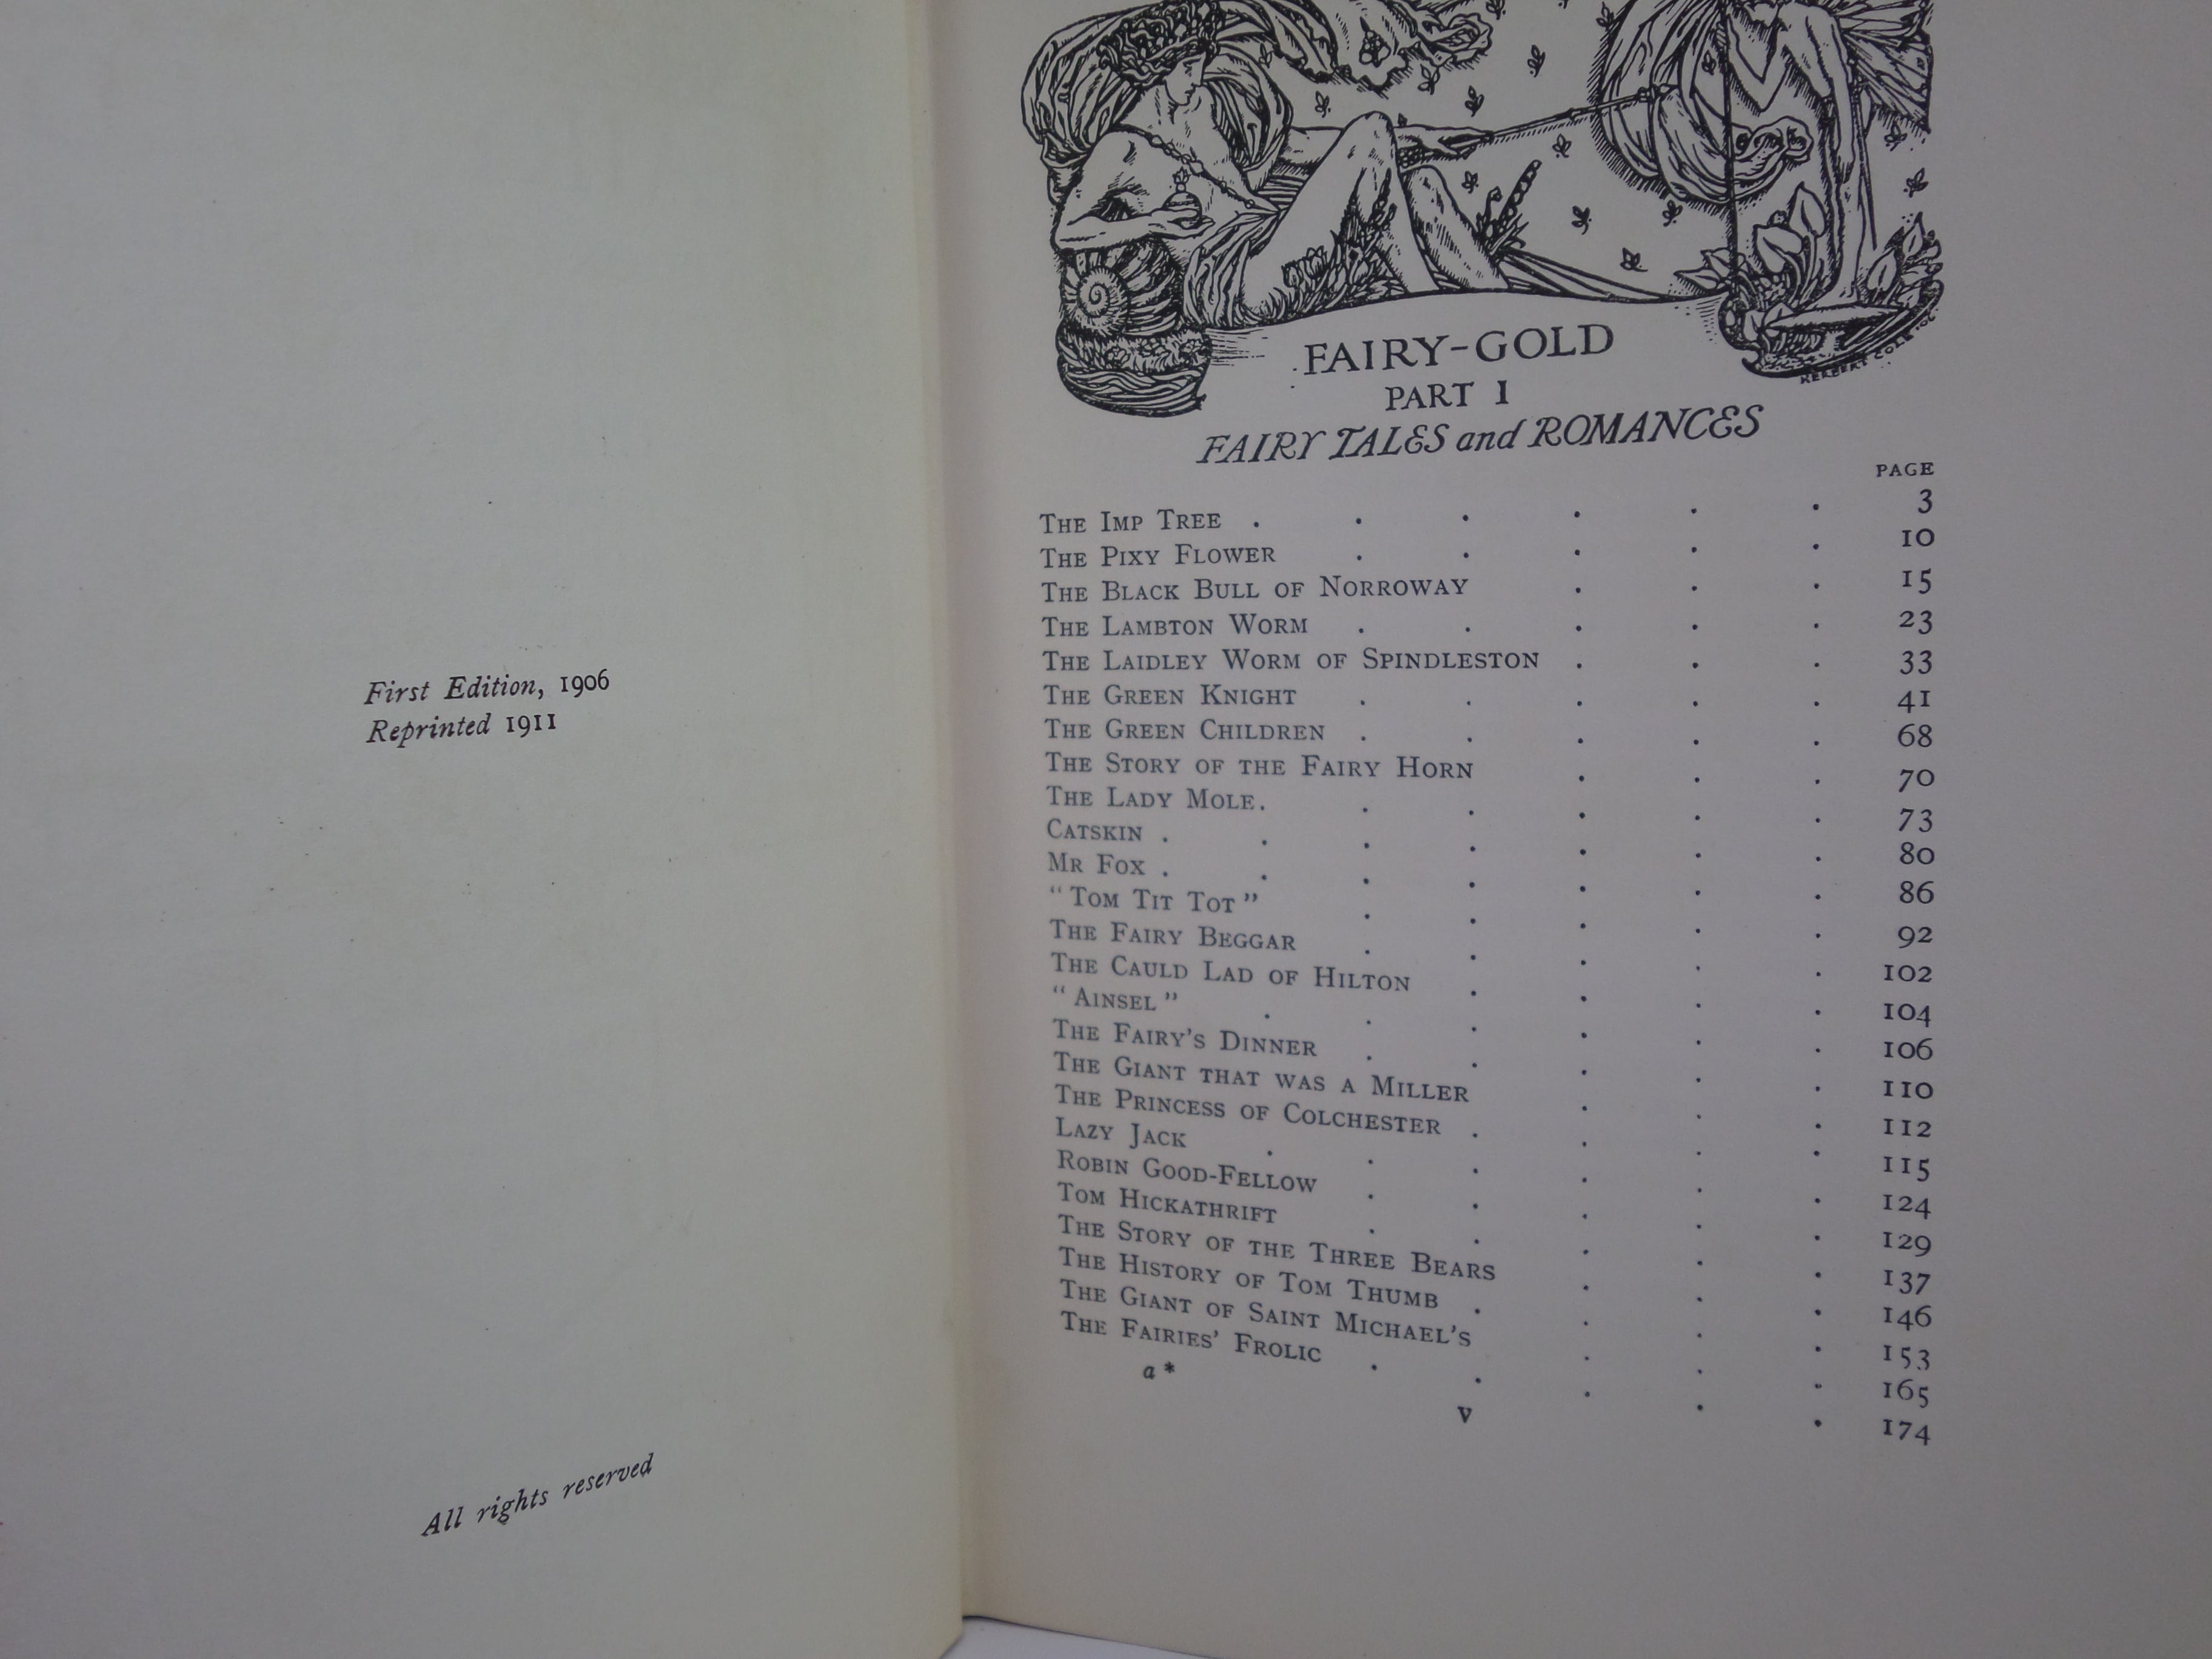 First Edition, 1906
Reprinted 1911
All rights reserved
HERBERT COLE
FAIRY-GOLD
PART I
FAIRY TALES and ROMANCES
PAGE
THE IMP TREE . . . . . . 3
THE PIXY FLOWER . . . . . 10
THE BLACK BULL OF NORROWAY . . . 15
THE LAMBTON WORM . . . . . 23
THE LAIDLEY WORM OF SPINDLESTON . . . 33
THE GREEN KNIGHT . . . . . 41
THE GREEN CHILDREN . . . . . 68
THE STORY OF THE FAIRY HORN . . . 70
THE LADY MOLE . . . . . . 73
CATSKIN . . . . . . . 80
MR FOX . . . . . . . 86
“TOM TIT TOT” . . . . . 92
THE FAIRY BEGGAR . . . . . 102
THE CAULD LAD OF HILTON . . . . 104
“AINSEL” . . . . . . 106
THE FAIRY'S DINNER . . . . . 110
THE GIANT THAT WAS A MILLER . . . 112
THE PRINCESS OF COLCHESTER . . . . 115
LAZY JACK . . . . . . 124
ROBIN GOOD-FELLOW . . . . . 129
TOM HICKATHRIFT . . . . . 137
THE STORY OF THE THREE BEARS . . . 146
THE HISTORY OF TOM THUMB . . . . 153
THE GIANT OF SAINT MICHAEL'S . . . 165
THE FAIRIES' FROLIC . . . . . 174
a*
v